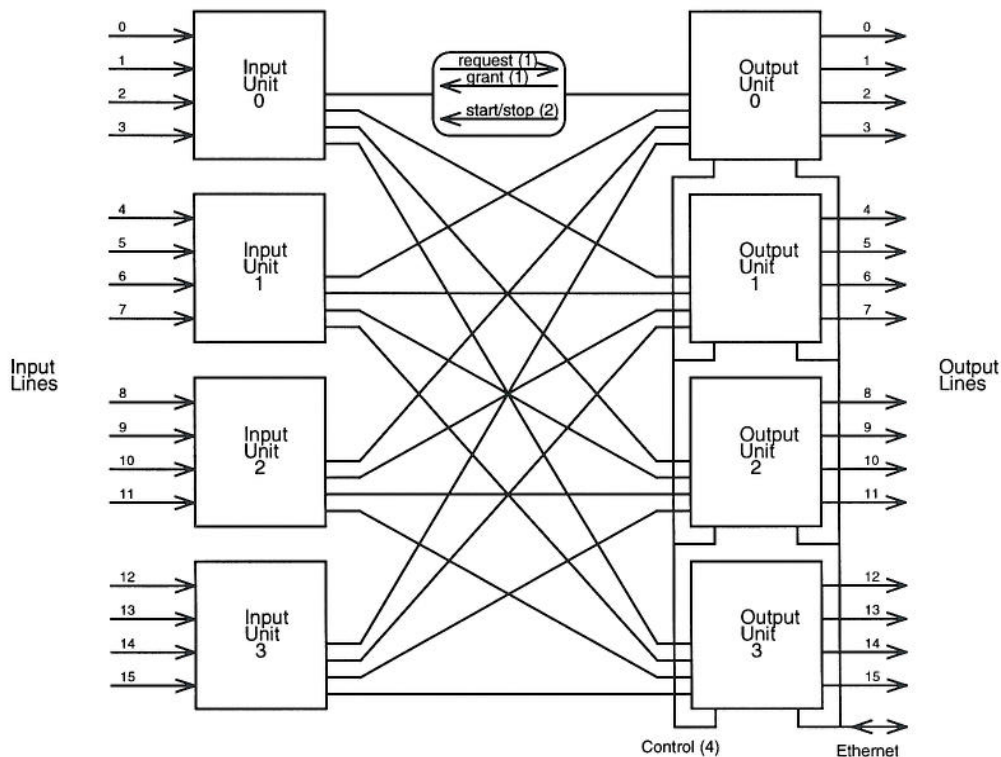 0
1
2
3
Input
Unit
0
request (1)
grant (1)
start/stop (2)
Output
Unit
0
0
1
2
3
4
5
6
7
Input
Unit
1
Output
Unit
1
4
5
6
7
Input
Lines
Output
Lines
8
9
10
11
Input
Unit
2
Output
Unit
2
8
9
10
11
12
13
14
15
Input
Unit
3
Output
Unit
3
12
13
14
15
Control (4)
Ethernet